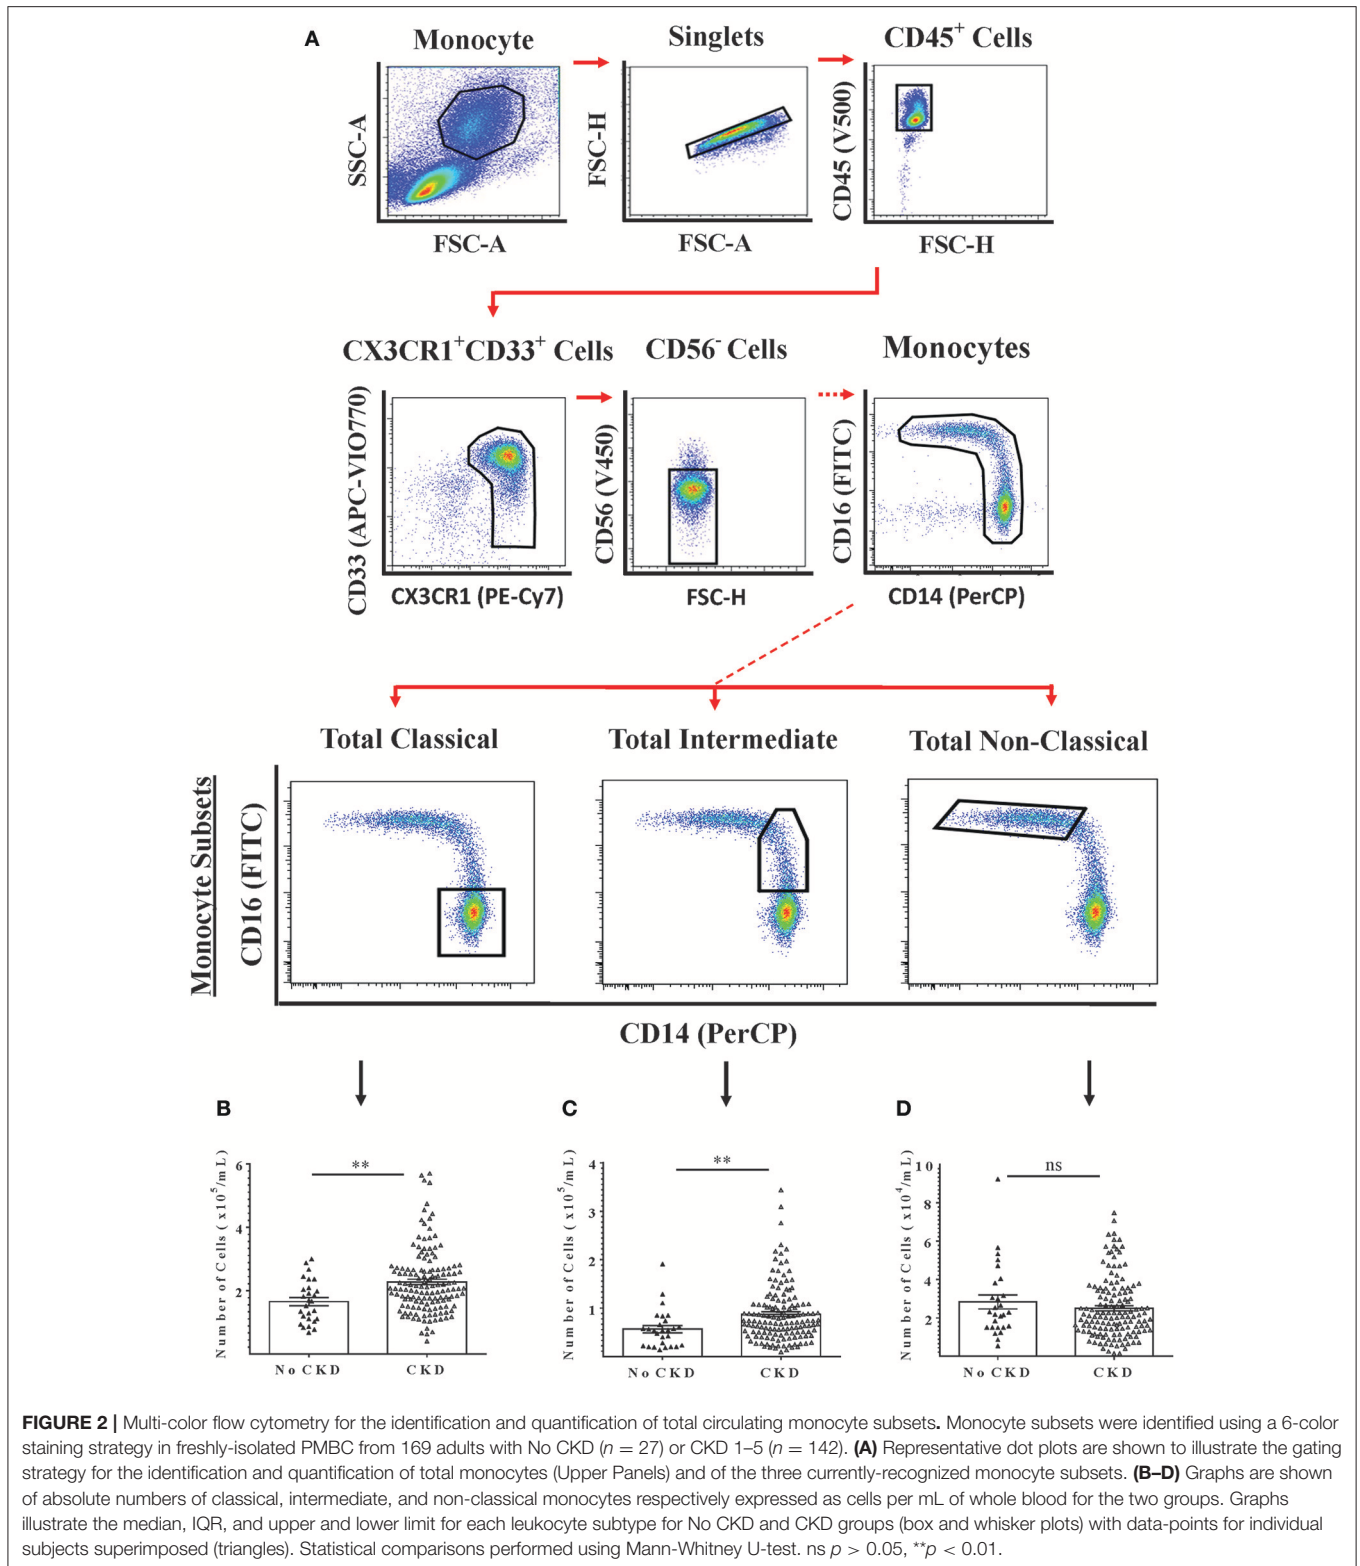 A
Monocyte
Singlets
CD45+ Cells
SSC-A
FSC-A
FSC-H
FSC-A
CD45 (V500)
FSC-H
CX3CR1+CD33+ Cells
CD56- Cells
Monocytes
CD33 (APC-VIO770)
CX3CR1 (PE-Cy7)
CD56 (V450)
FSC-H
CD16 (FITC)
CD14 (PerCP)
Total Classical
Total Intermediate
Total Non-Classical
Monocyte Subsets
CD16 (FITC)
CD14 (PerCP)
B
Number of Cells (x10^5/mL)
6
4
2
**
No CKD
CKD
C
Number of Cells (x10^5/mL)
4
3
2
1
**
No CKD
CKD
D
Number of Cells (x10^4/mL)
10
8
6
4
2
ns
No CKD
CKD
FIGURE 2 | Multi-color flow cytometry for the identification and quantification of total circulating monocyte subsets. Monocyte subsets were identified using a 6-color
staining strategy in freshly-isolated PMBC from 169 adults with No CKD (n = 27) or CKD 1–5 (n = 142). (A) Representative dot plots are shown to illustrate the gating
strategy for the identification and quantification of total monocytes (Upper Panels) and of the three currently-recognized monocyte subsets. (B–D) Graphs are shown
of absolute numbers of classical, intermediate, and non-classical monocytes respectively expressed as cells per mL of whole blood for the two groups. Graphs
illustrate the median, IQR, and upper and lower limit for each leukocyte subtype for No CKD and CKD groups (box and whisker plots) with data-points for individual
subjects superimposed (triangles). Statistical comparisons performed using Mann-Whitney U-test. ns p > 0.05, **p < 0.01.